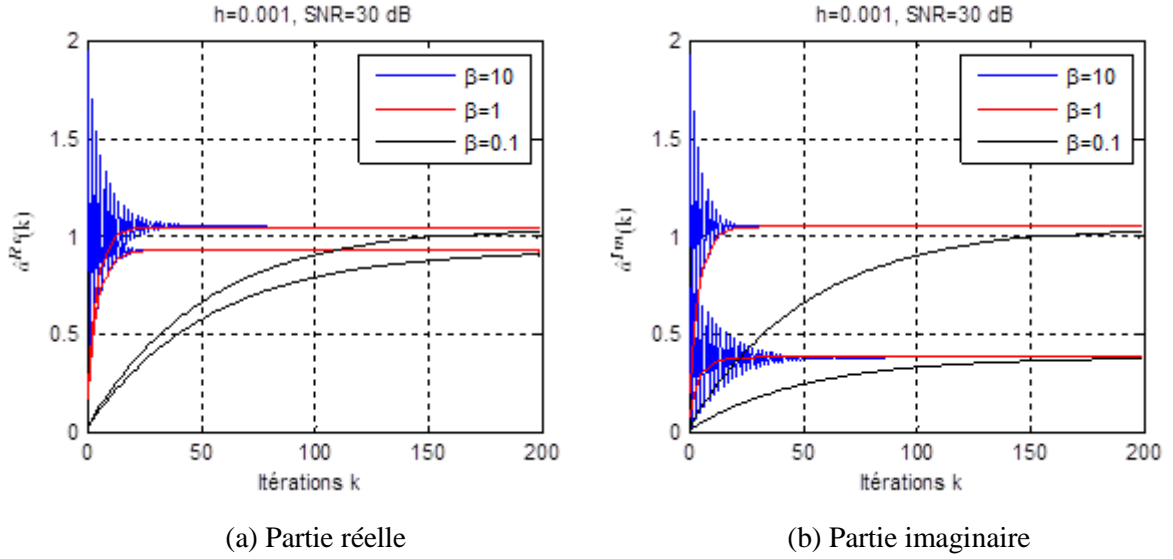 h=0.001, SNR=30 dB
2
1.5
1
0.5
0
0 50 100 150 200
β=10
β=1
β=0.1
â^{Re}(k)
Itérations k
(a) Partie réelle
h=0.001, SNR=30 dB
2
1.5
1
0.5
0
0 50 100 150 200
β=10
β=1
β=0.1
â^{Im}(k)
Itérations k
(b) Partie imaginaire